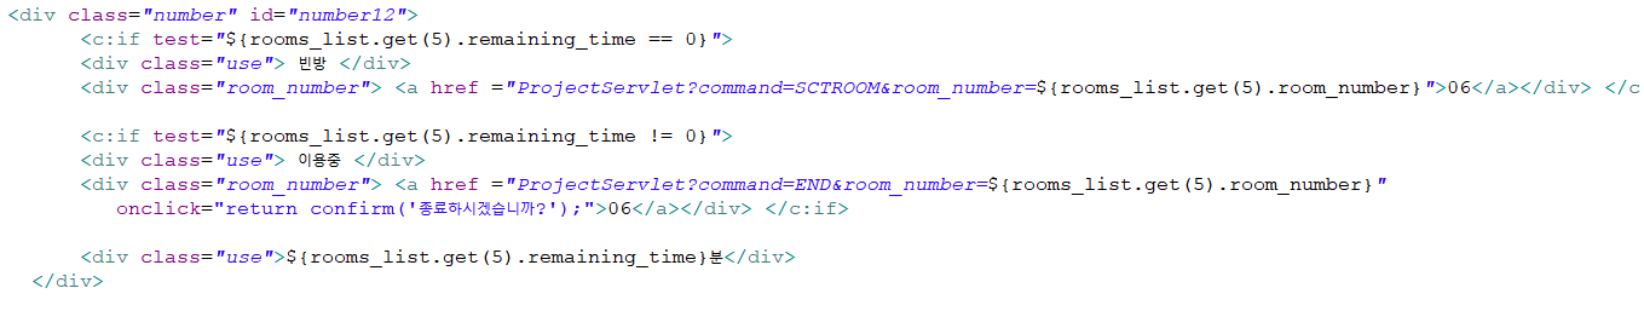 <div class="number" id="number12">
<c:if test="${rooms_list.get(5).remaining_time == 0}">
<div class="use"> 빈방 </div>
<div class="room_number"> <a href ="ProjectServlet?command=SCTROOM&room_number=${rooms_list.get(5).room_number}">06</a></div> </c
<c:if test="${rooms_list.get(5).remaining_time != 0}">
<div class="use"> 이용중 </div>
<div class="room_number"> <a href ="ProjectServlet?command=END&room_number=${rooms_list.get(5).room_number}"
onclick="return confirm('종료하시겠습니까?');">06</a></div> </c:if>
<div class="use">${rooms_list.get(5).remaining_time}분</div>
</div>